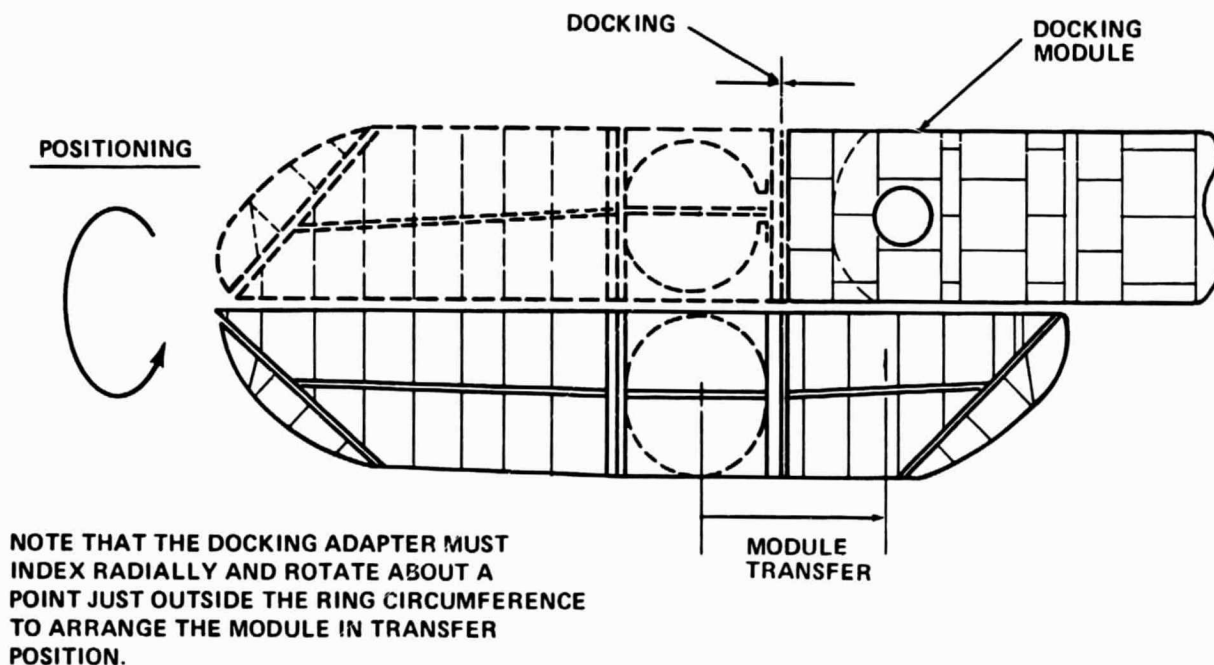 DOCKING
DOCKING
MODULE
POSITIONING
MODULE
TRANSFER
NOTE THAT THE DOCKING ADAPTER MUST
INDEX RADIALLY AND ROTATE ABOUT A
POINT JUST OUTSIDE THE RING CIRCUMFERENCE
TO ARRANGE THE MODULE IN TRANSFER
POSITION.